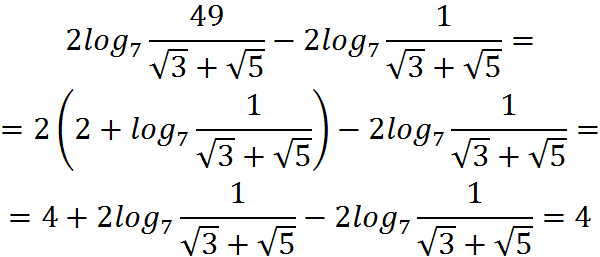 2log₇ 49/(√3 + √5) − 2log₇ 1/(√3 + √5) =
= 2(2 + log₇ 1/(√3 + √5)) − 2log₇ 1/(√3 + √5) =
= 4 + 2log₇ 1/(√3 + √5) − 2log₇ 1/(√3 + √5) = 4